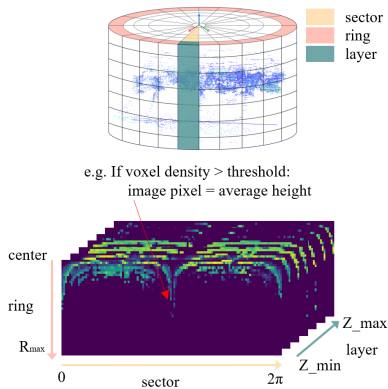 sector
ring
layer
e.g. If voxel density > threshold:
image pixel = average height
center
ring
Rmax
0
sector
2π
Z_max
layer
Z_min